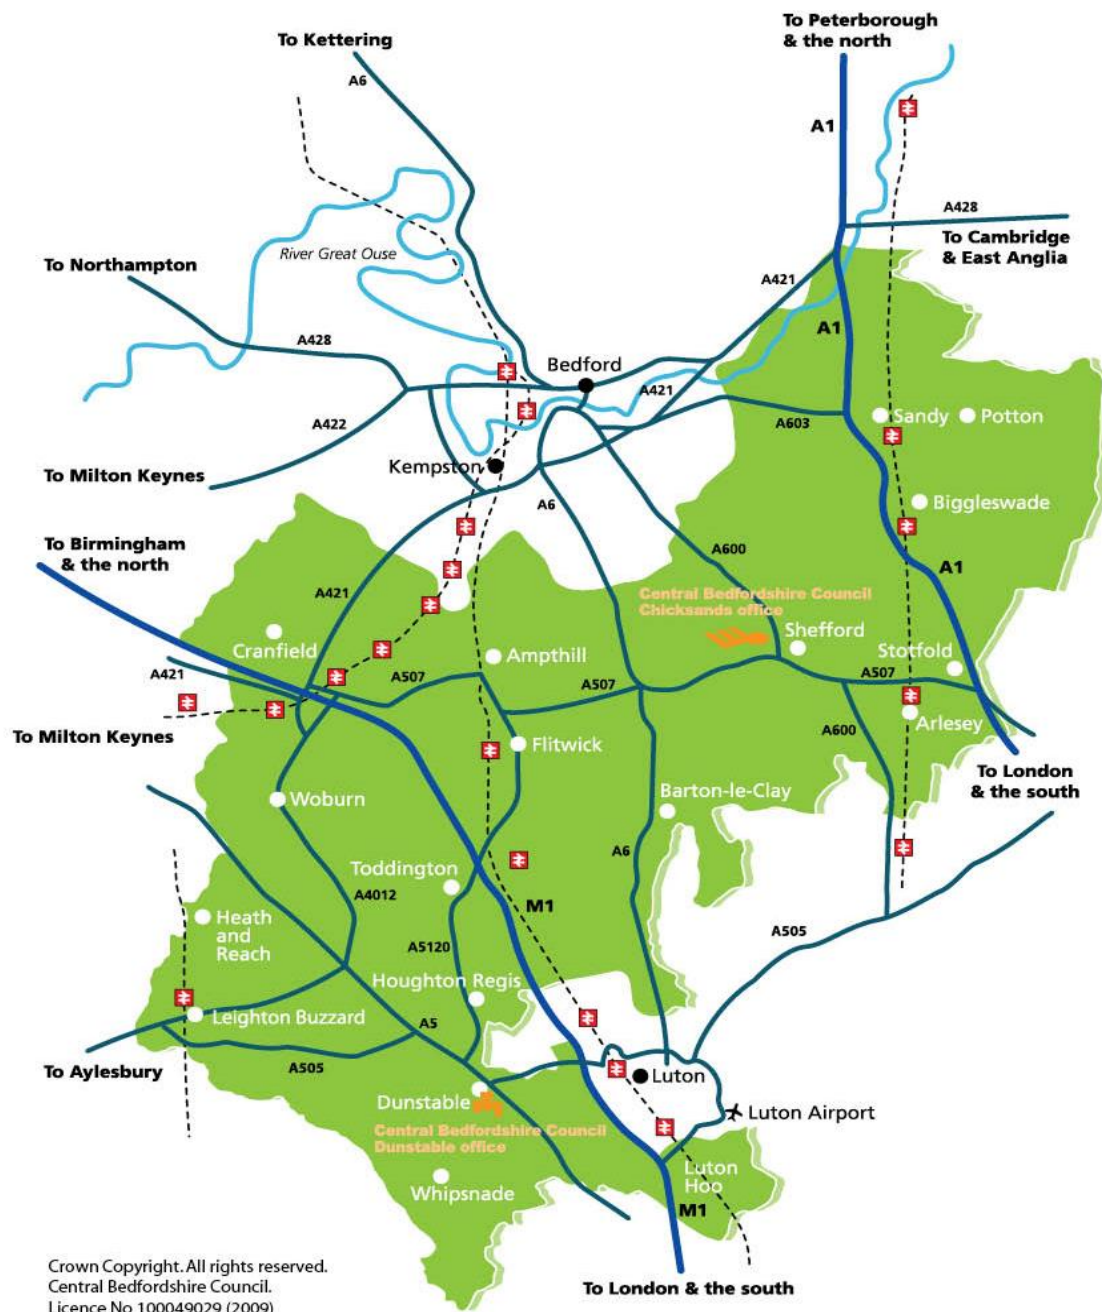 To Peterborough
& the north
To Kettering
A6
A1
A428
To Cambridge
& East Anglia
River Great Ouse
To Northampton
A421
A1
A428
Bedford
A421
A422
A603
Sandy
Potton
Kempston
To Milton Keynes
A6
Biggleswade
To Birmingham
& the north
A600
A1
A421
Central Bedfordshire Council
Chicksands office
Cranfield
Shefford
Ampthill
Stotfold
A421
A507
A507
A507
To Milton Keynes
A600
Arlesey
Flitwick
To London
& the south
Woburn
Barton-le-Clay
A6
Toddington
A4012
M1
Heath
and
Reach
A5120
A505
Houghton Regis
Leighton Buzzard
A5
To Aylesbury
A505
Luton
Dunstable
Luton Airport
Central Bedfordshire Council
Dunstable office
Luton
Hoo
Whipsnade
M1
Crown Copyright. All rights reserved.
Central Bedfordshire Council.
Licence No 100049029 (2009)
To London & the south